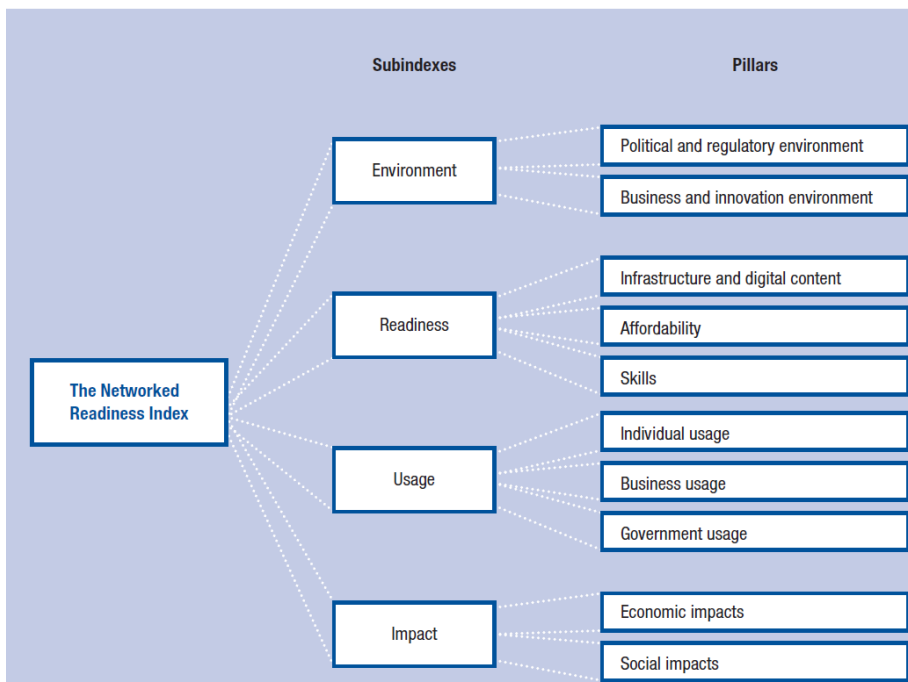 Subindexes
Pillars
Environment
Political and regulatory environment
Business and innovation environment
Readiness
Infrastructure and digital content
Affordability
Skills
The Networked
Readiness Index
Usage
Individual usage
Business usage
Government usage
Impact
Economic impacts
Social impacts